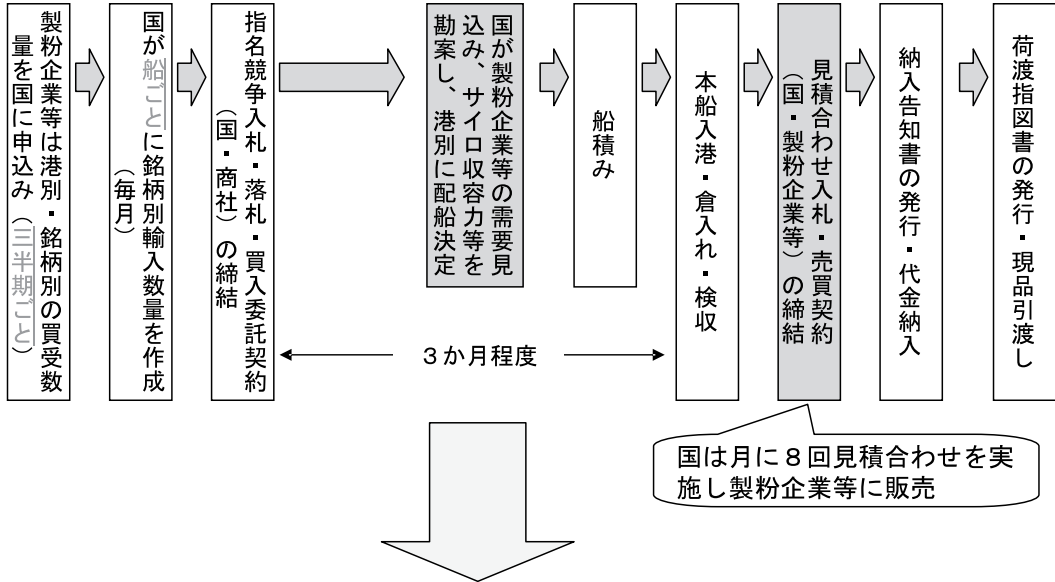 製粉企業等は港別・銘柄別の買受数
量を国に申込み（三半期ごと）
国が船ごとに銘柄別輸入数量を作成
（毎月）
指名競争入札・落札・買入委託契約
（国・商社）の締結
国が製粉企業等の需要見
込み、サイロ収容力等を
勘案し、港別に配船決定
船積み
本船入港・倉入れ・検収
見積合わせ入札・売買契約
（国・製粉企業等）の締結
納入告知書の発行・代金納入
荷渡指図書の発行・現品引渡し
３か月程度
国は月に８回見積合わせを実
施し製粉企業等に販売